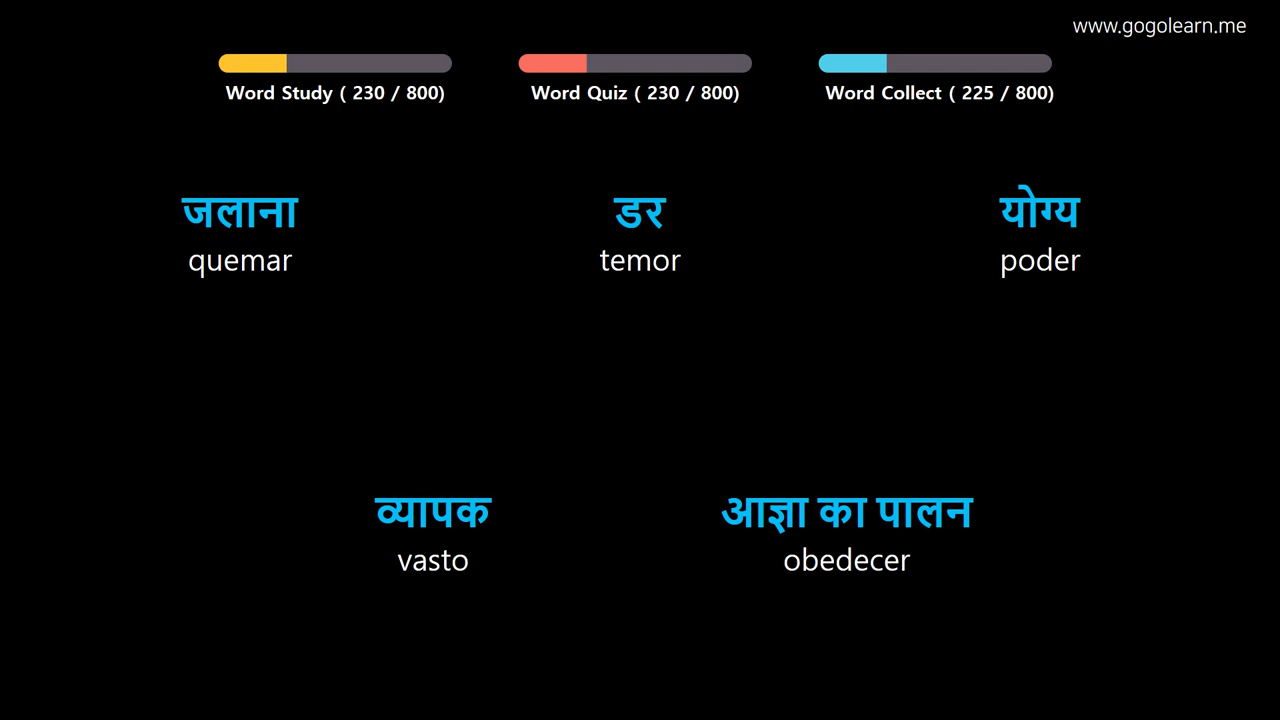 www.gogolearn.me
Word Study ( 230 / 800)
Word Quiz ( 230 / 800)
Word Collect ( 225 / 800)
जलाना
quemar
डर
temor
योग्य
poder
व्यापक
vasto
आज्ञा का पालन
obedecer